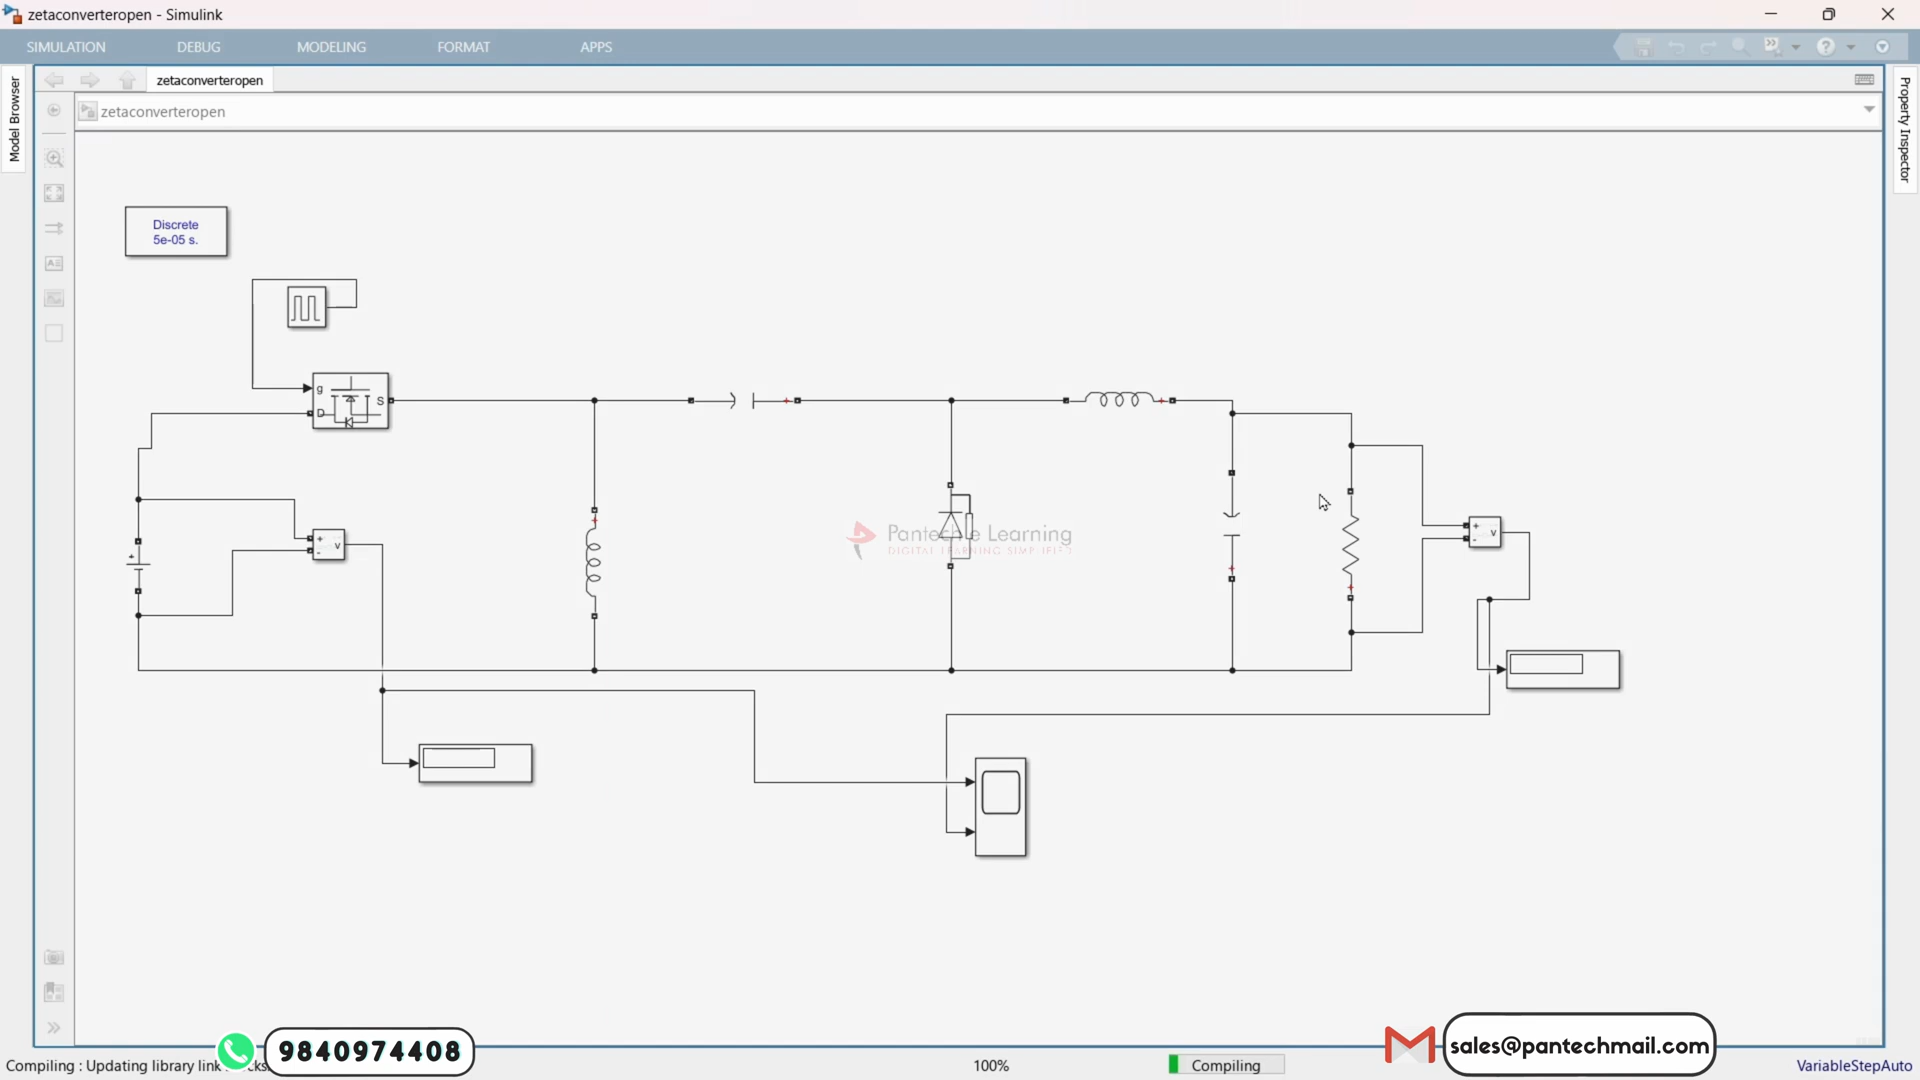 zetaconverteropen - Simulink
SIMULATION
DEBUG
MODELING
FORMAT
APPS
Model Browser
zetaconverteropen
Property Inspector
zetaconverteropen
Discrete
5e-05 s.
g
D
S
+
-
v
Pantech e Learning
DIGITAL LEARNING SIMPLIFIED
+
-
v
Compiling : Updating library link
9840974408
100%
Compiling
sales@pantechmail.com
VariableStepAuto